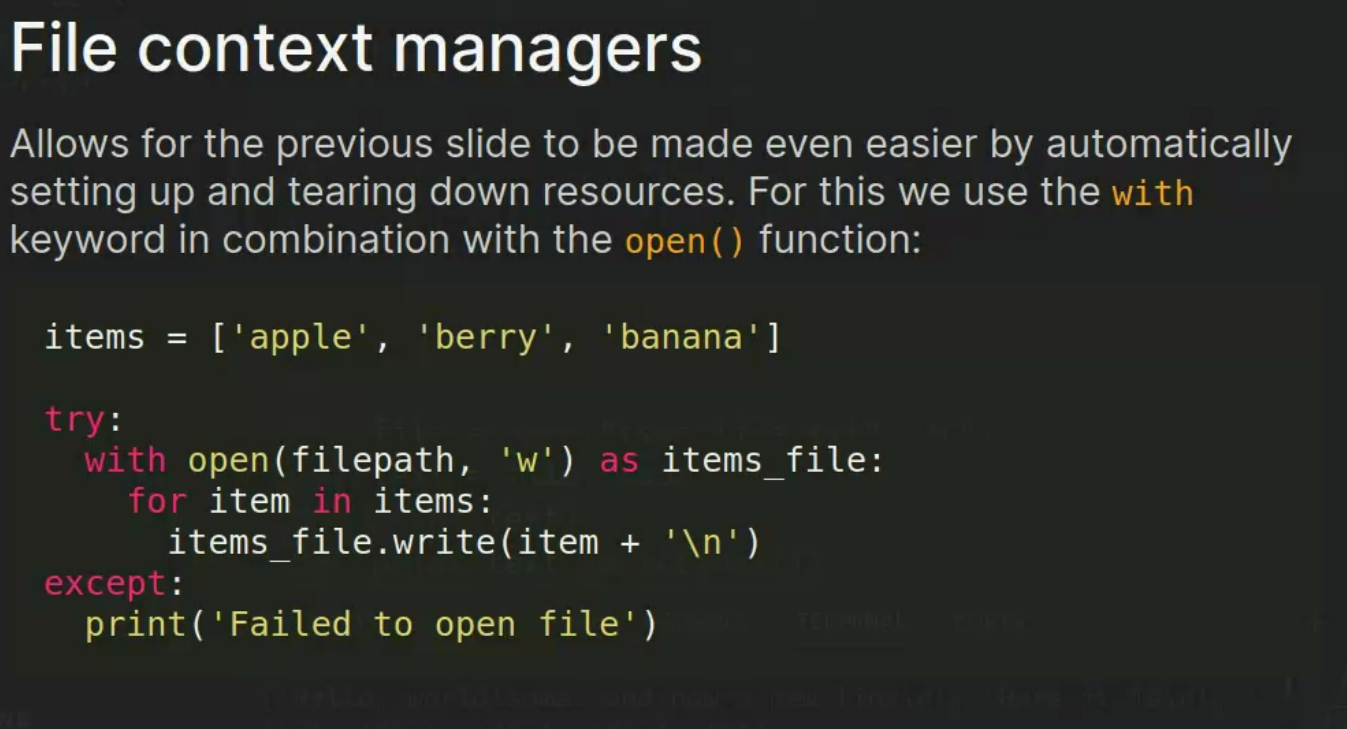 File context managers
Allows for the previous slide to be made even easier by automatically
setting up and tearing down resources. For this we use the with
keyword in combination with the open() function:
items = ['apple', 'berry', 'banana']
try:
  with open(filepath, 'w') as items_file:
    for item in items:
      items_file.write(item + '\n')
except:
  print('Failed to open file')
TERMINAL